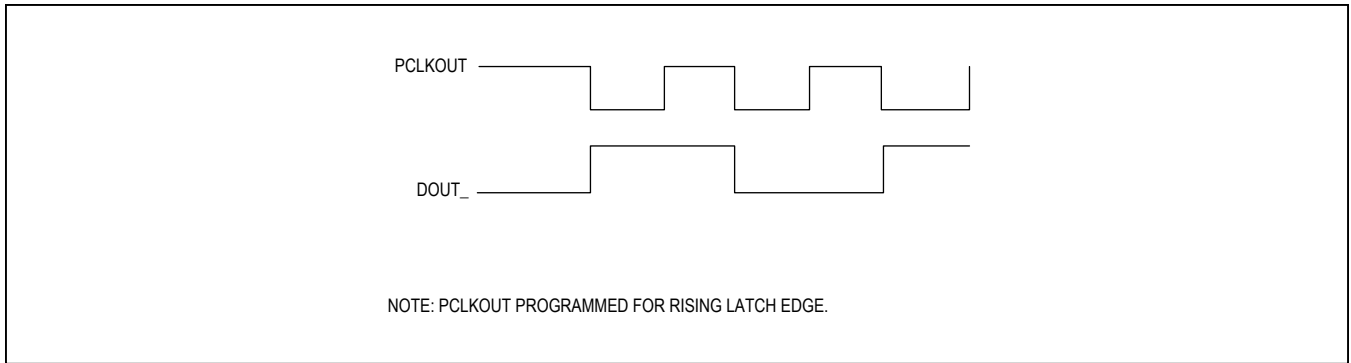 PCLKOUT
DOUT_
NOTE: PCLKOUT PROGRAMMED FOR RISING LATCH EDGE.